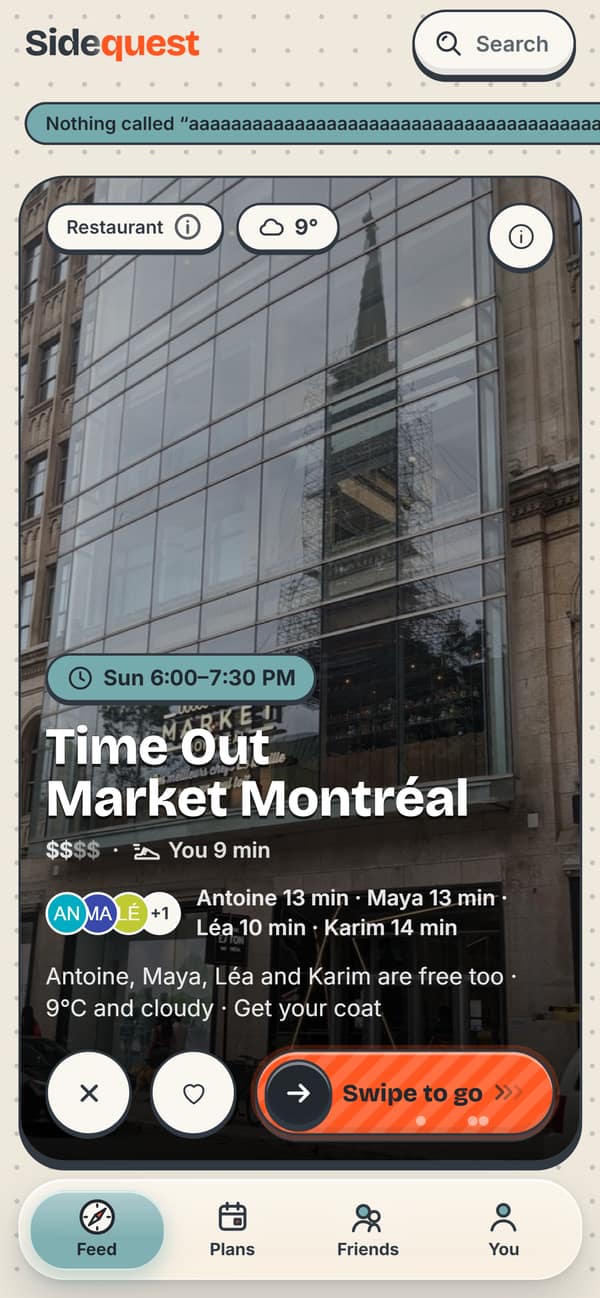 Sidequest
Search
Nothing called “aaaaaaaaaaaaaaaaaaaaaaaaaaaaaaaaaaaaaa
Restaurant
9°
Sun 6:00–7:30 PM
MARKET
Time Out
Market Montréal
$$$$ · You 9 min
AN MA LÉ +1
Antoine 13 min · Maya 13 min ·
Léa 10 min · Karim 14 min
Antoine, Maya, Léa and Karim are free too ·
9°C and cloudy · Get your coat
Swipe to go
Feed
Plans
Friends
You